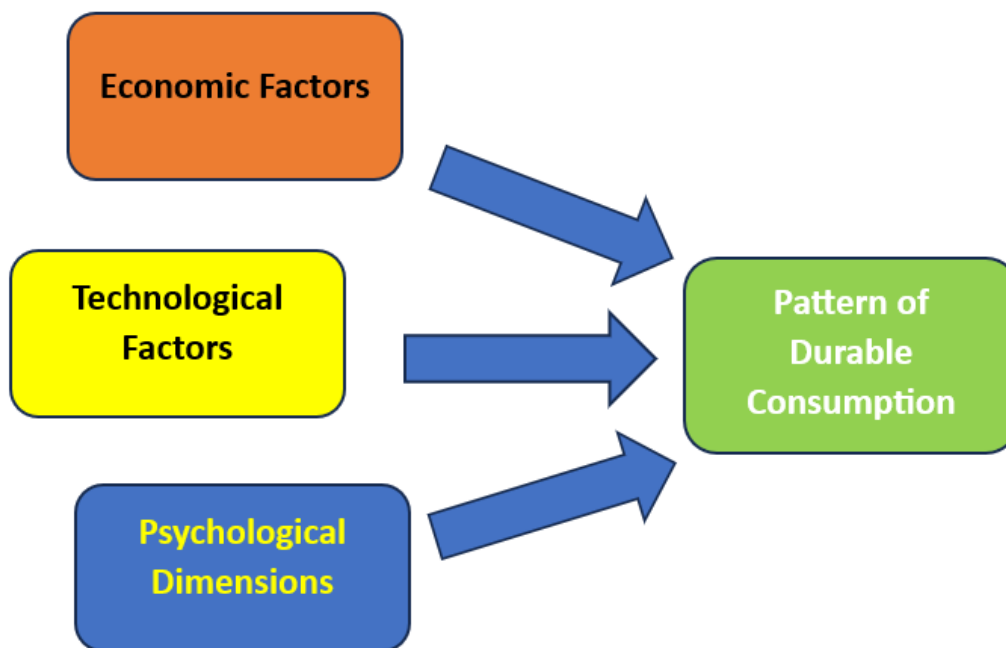 Economic Factors
Technological
Factors
Psychological
Dimensions
Pattern of
Durable
Consumption